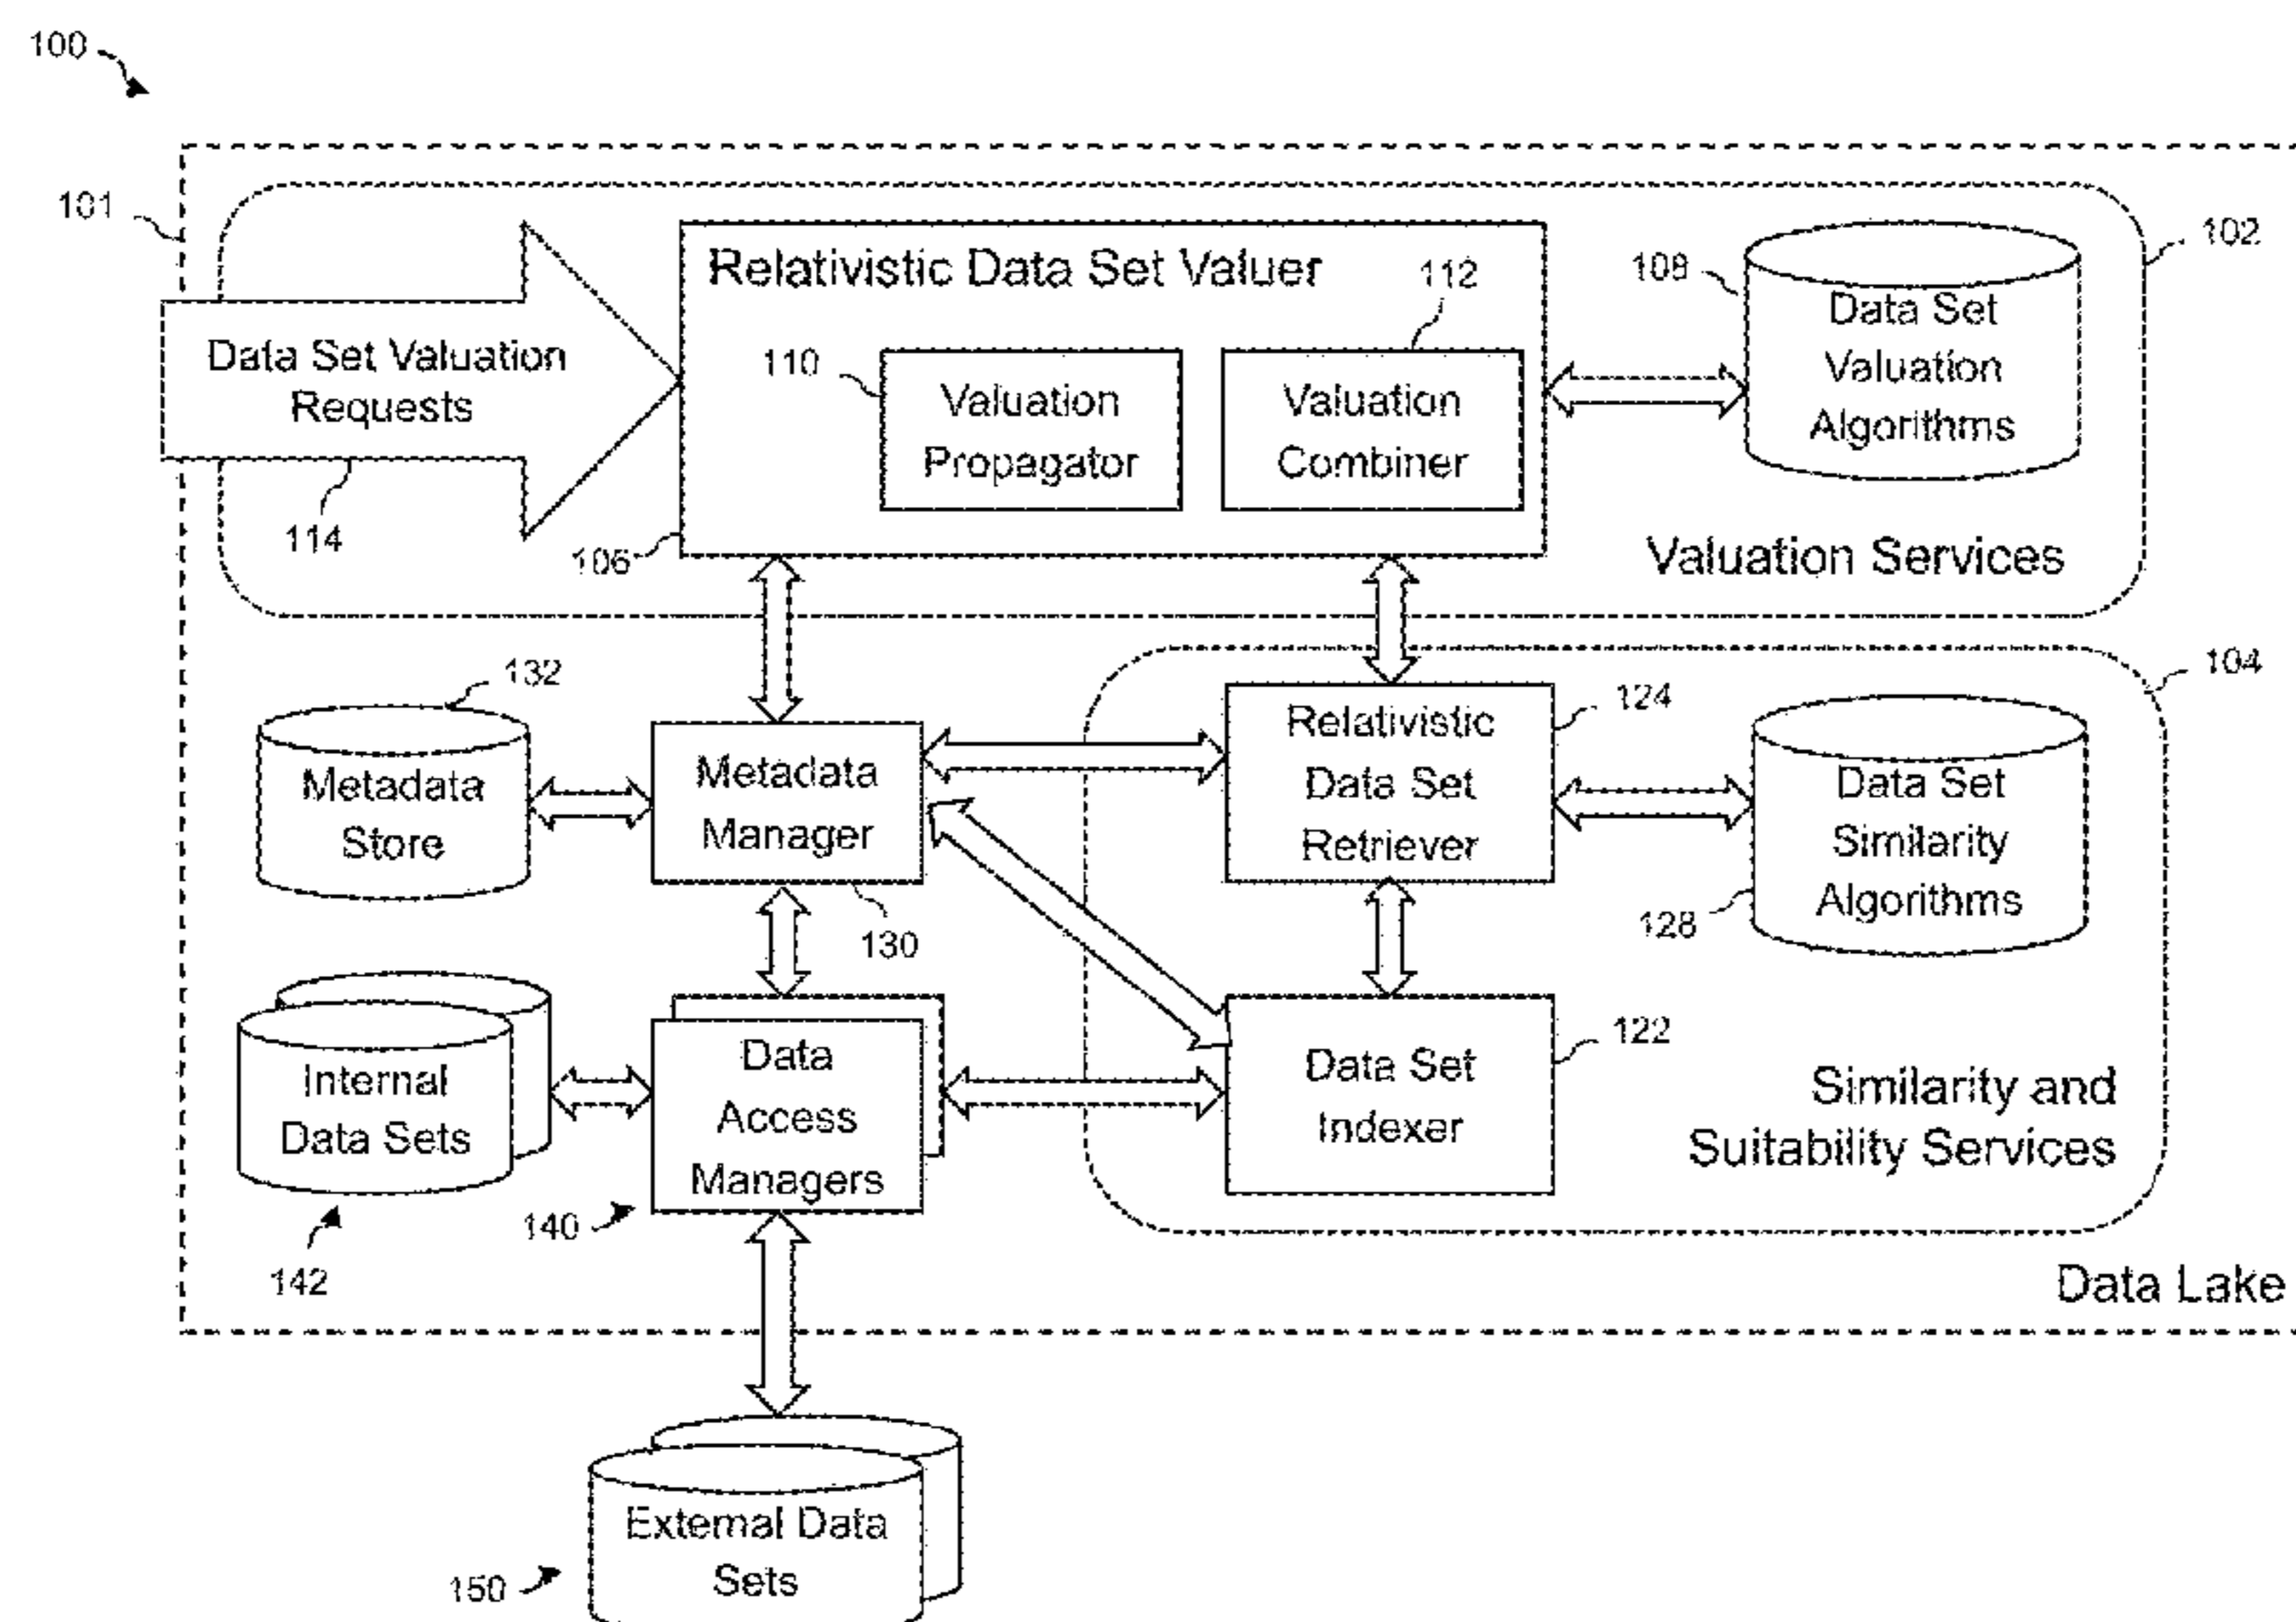 100
101
102
Relativistic Data Set Valuer
112
108
Data Set
Valuation
Algorithms
Data Set Valuation
Requests
110
Valuation
Propagator
Valuation
Combiner
114
106
Valuation Services
132
104
124
Metadata
Store
Metadata
Manager
Relativistic
Data Set
Retriever
Data Set
Similarity
Algorithms
128
130
Internal
Data Sets
Data
Access
Managers
Data Set
Indexer
122
Similarity and
Suitability Services
140
142
Data Lake
External Data
Sets
150